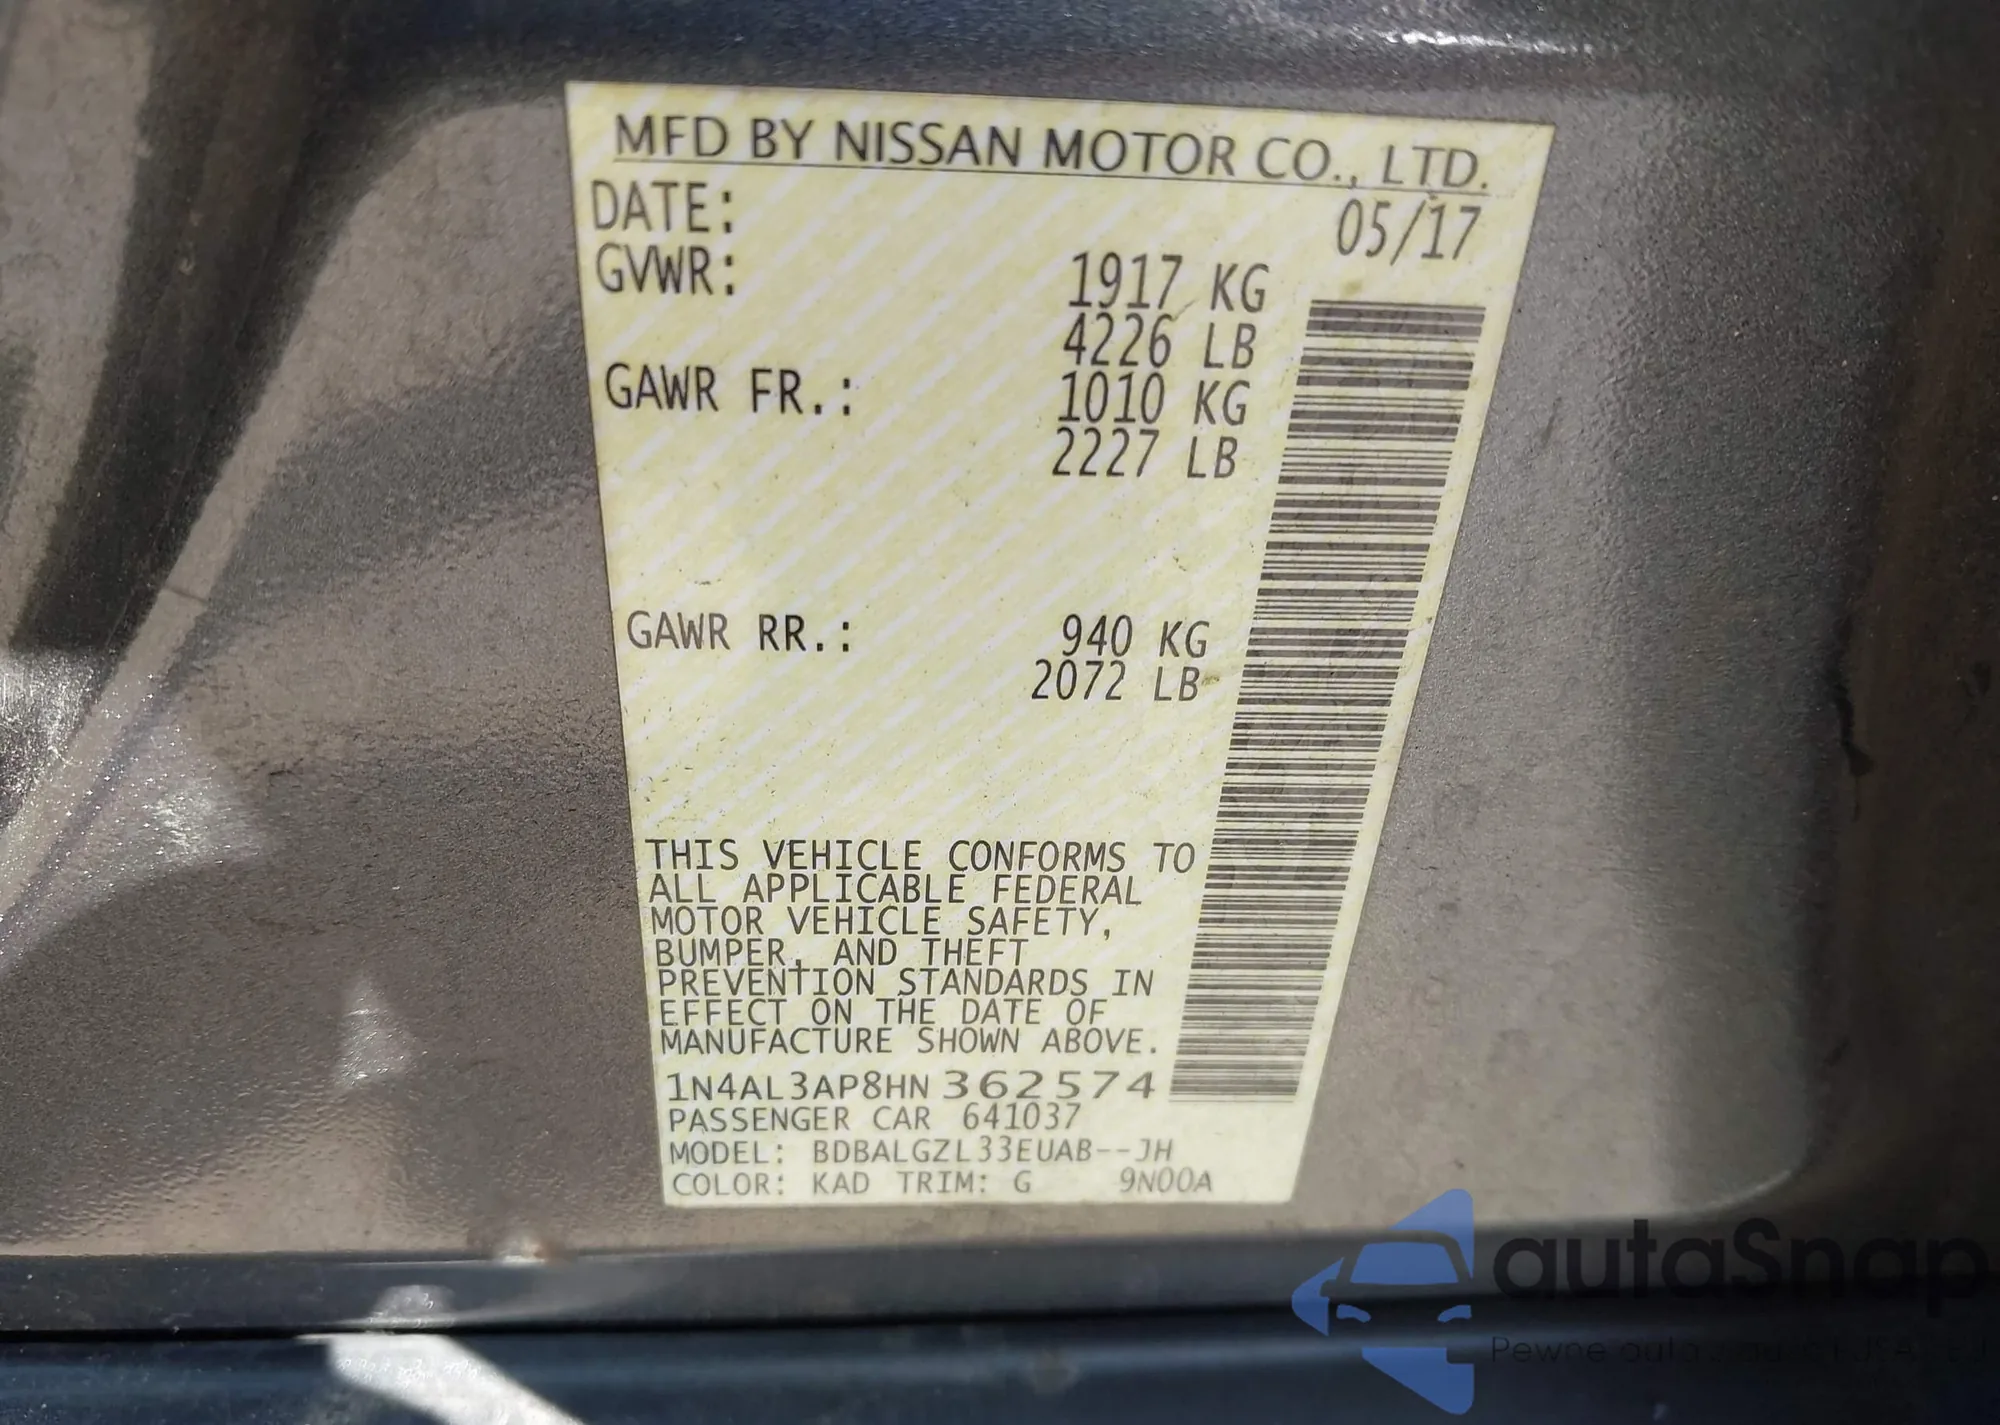 MFD BY NISSAN MOTOR CO., LTD.
DATE: 05/17
GVWR: 1917 KG
4226 LB
GAWR FR.: 1010 KG
2227 LB
GAWR RR.: 940 KG
2072 LB
THIS VEHICLE CONFORMS TO
ALL APPLICABLE FEDERAL
MOTOR VEHICLE SAFETY,
BUMPER, AND THEFT
PREVENTION STANDARDS IN
EFFECT ON THE DATE OF
MANUFACTURE SHOWN ABOVE.
1N4AL3AP8HN 362574
PASSENGER CAR 641037
MODEL: BDBALGZL33EUAB--JH
COLOR: KAD TRIM: G 9N00A
autaSnap
Pewne auta